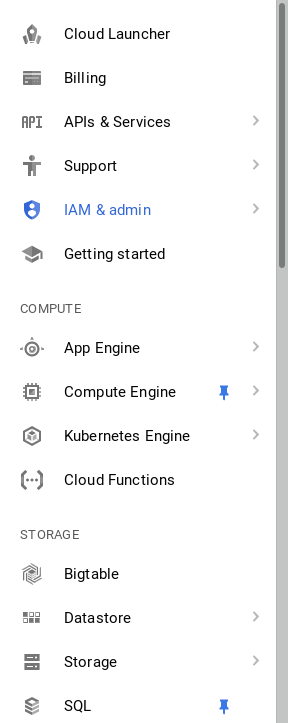 Cloud Launcher
Billing
API APIs & Services
Support
IAM & admin
Getting started
COMPUTE
App Engine
Compute Engine
Kubernetes Engine
Cloud Functions
STORAGE
Bigtable
Datastore
Storage
SQL